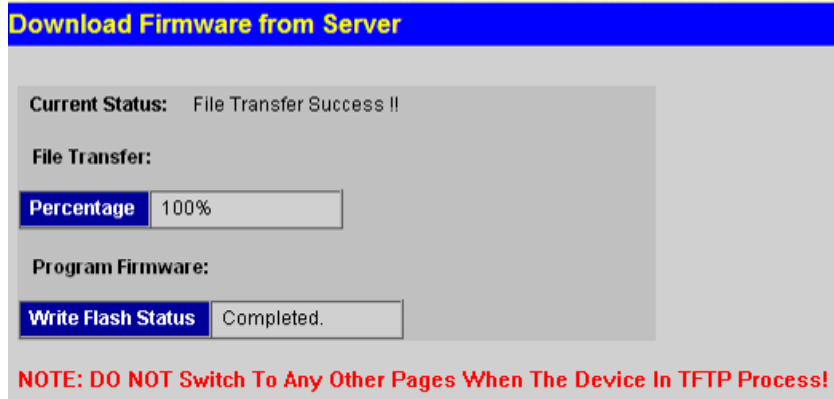 Download Firmware from Server
Current Status: File Transfer Success !!
File Transfer:
Percentage 100%
Program Firmware:
Write Flash Status Completed.
NOTE: DO NOT Switch To Any Other Pages When The Device In TFTP Process!